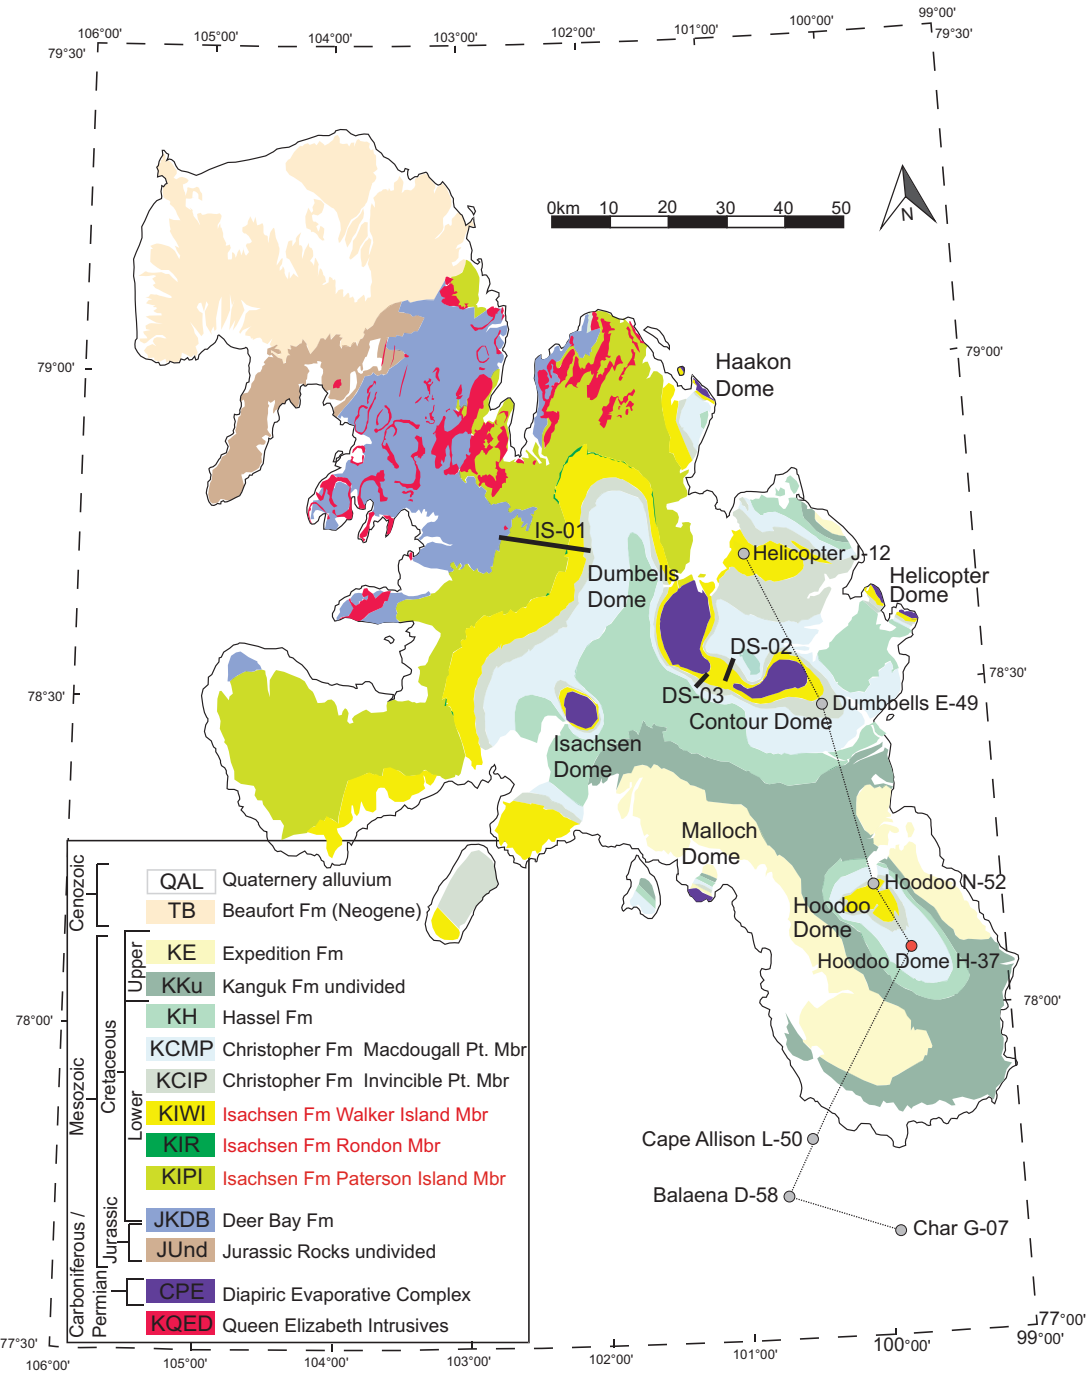 106°00'
105°00'
104°00'
103°00'
102°00'
101°00'
100°00'
99°00'
79°30'
79°30'
0km 10 20 30 40 50
N
79°00'
79°00'
Haakon
Dome
IS-01
Helicopter J-12
Dumbells
Dome
Helicopter
Dome
DS-02
DS-03
78°30'
78°30'
Dumbbells E-49
Contour Dome
Isachsen
Dome
Malloch
Dome
Hoodoo N-52
Hoodoo
Dome
Hoodoo Dome H-37
78°00'
78°00'
Cape Allison L-50
Balaena D-58
Char G-07
Cenozoic
Mesozoic
Carboniferous /
Permian
Cretaceous
Jurassic
Upper
Lower
QAL Quaternery alluvium
TB Beaufort Fm (Neogene)
KE Expedition Fm
KKu Kanguk Fm undivided
KH Hassel Fm
KCMP Christopher Fm Macdougall Pt. Mbr
KCIP Christopher Fm Invincible Pt. Mbr
KIWI Isachsen Fm Walker Island Mbr
KIR Isachsen Fm Rondon Mbr
KIPI Isachsen Fm Paterson Island Mbr
JKDB Deer Bay Fm
JUnd Jurassic Rocks undivided
CPE Diapiric Evaporative Complex
KQED Queen Elizabeth Intrusives
77°30'
77°00'
106°00'
105°00'
104°00'
103°00'
102°00'
101°00'
100°00'
99°00'